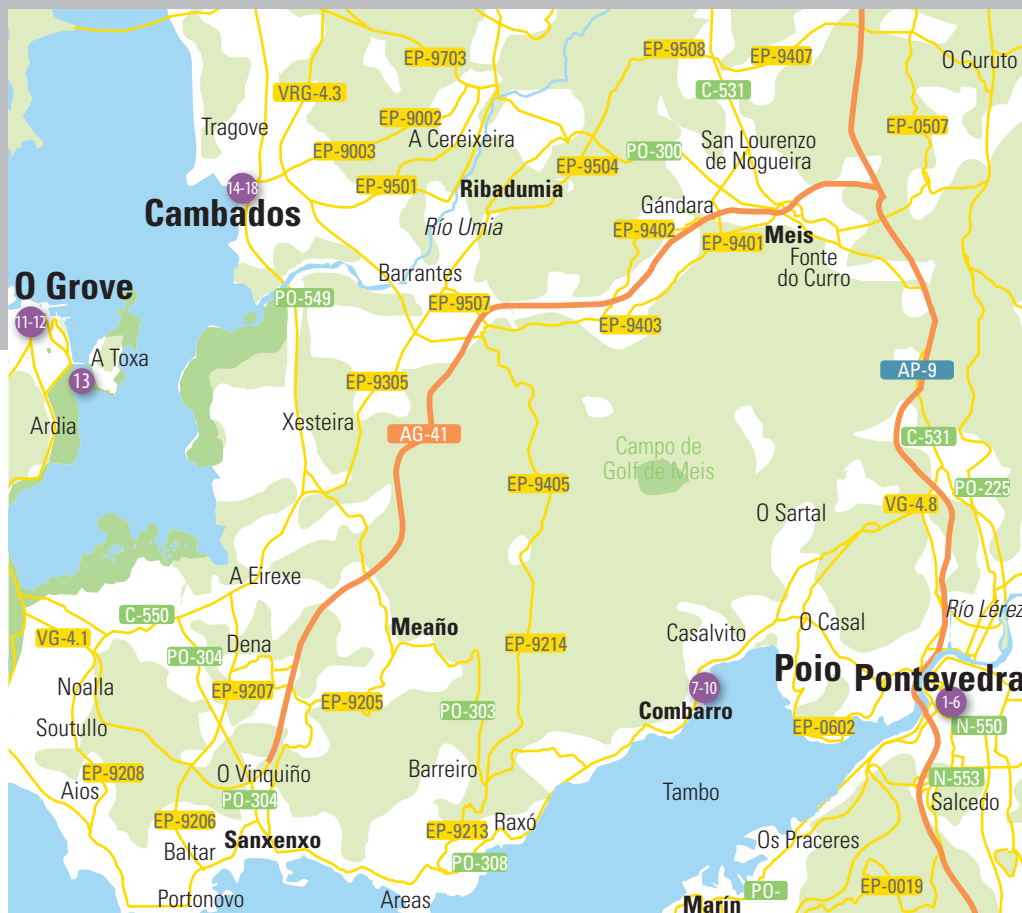 EP-9508
EP-9407
EP-9703
O Curuto
C-531
VRG-4.3
EP-9002
EP-0507
Tragove
A Cereixeira
San Lourenzo
de Nogueira
EP-9003
PO-300
EP-9504
14-18
EP-9501
Ribadumia
Cambados
Gándara
Río Umia
EP-9402
EP-9401
Meis
Fonte
do Curro
Barrantes
O Grove
PO-549
EP-9507
11-12
EP-9403
A Toxa
13
EP-9305
AP-9
Ardia
Xesteira
AG-41
C-531
Campo de
Golf de Meis
EP-9405
PO-225
VG-4.8
O Sartal
A Eirexe
C-550
Río Lérez
VG-4.1
Dena
Meaño
Casalvito
O Casal
PO-304
EP-9214
Noalla
EP-9207
EP-9205
Poio
Pontevedra
7-10
1-6
PO-303
Combarro
Soutullo
EP-0602
N-550
EP-9208
O Vinquiño
Barreiro
N-553
Aios
PO-304
Tambo
Salcedo
EP-9206
Sanxenxo
EP-9213
Raxó
Baltar
PO-308
Os Praceres
Portonovo
Areas
Marín
PO-
EP-0019